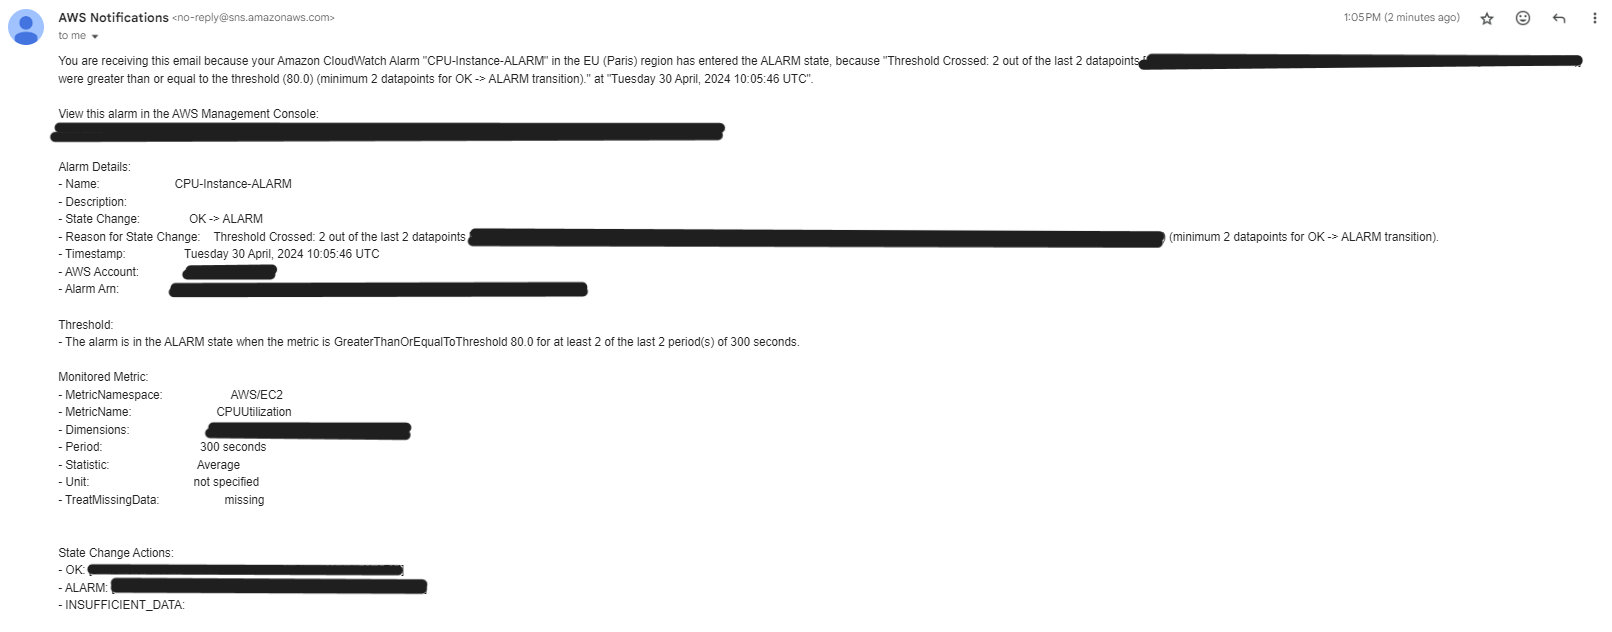 AWS Notifications <no-reply@sns.amazonaws.com> 1:05 PM (2 minutes ago)
to me
You are receiving this email because your Amazon CloudWatch Alarm "CPU-Instance-ALARM" in the EU (Paris) region has entered the ALARM state, because "Threshold Crossed: 2 out of the last 2 datapoints
were greater than or equal to the threshold (80.0) (minimum 2 datapoints for OK -> ALARM transition)." at "Tuesday 30 April, 2024 10:05:46 UTC".
View this alarm in the AWS Management Console:
Alarm Details:
- Name: CPU-Instance-ALARM
- Description:
- State Change: OK -> ALARM
- Reason for State Change: Threshold Crossed: 2 out of the last 2 datapoints (minimum 2 datapoints for OK -> ALARM transition).
- Timestamp: Tuesday 30 April, 2024 10:05:46 UTC
- AWS Account:
- Alarm Arn:
Threshold:
- The alarm is in the ALARM state when the metric is GreaterThanOrEqualToThreshold 80.0 for at least 2 of the last 2 period(s) of 300 seconds.
Monitored Metric:
- MetricNamespace: AWS/EC2
- MetricName: CPUUtilization
- Dimensions:
- Period: 300 seconds
- Statistic: Average
- Unit: not specified
- TreatMissingData: missing
State Change Actions:
- OK: [ ]
- ALARM: [ ]
- INSUFFICIENT_DATA: